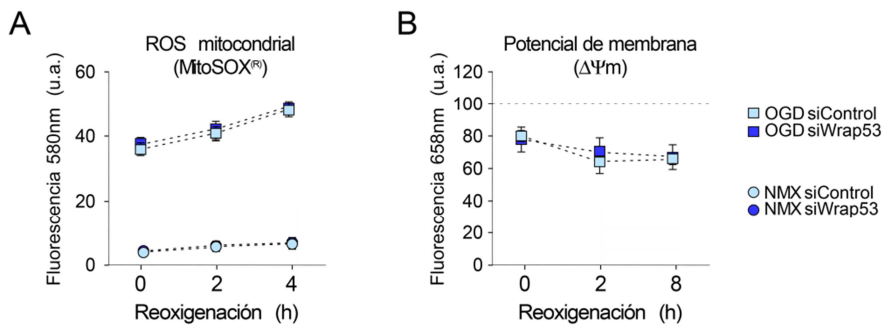 A
ROS mitocondrial
(MitoSOX(R))
Fluorescencia 580nm (u.a.)
60
40
20
0
0 2 4
Reoxigenación (h)
B
Potencial de membrana
(ΔΨm)
Fluorescencia 658nm (u.a.)
120
100
80
60
40
20
0
0 2 8
Reoxigenación (h)
OGD siControl
OGD siWrap53
NMX siControl
NMX siWrap53